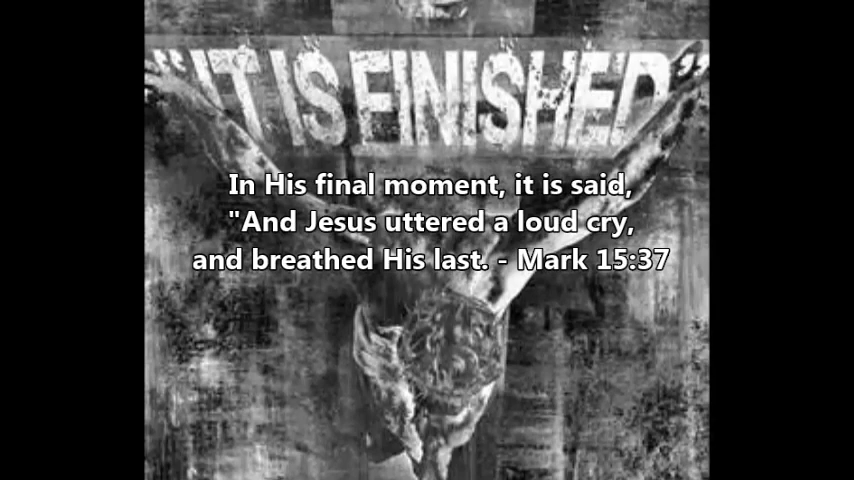 "IT IS FINISHED"
In His final moment, it is said,
"And Jesus uttered a loud cry,
and breathed His last. - Mark 15:37